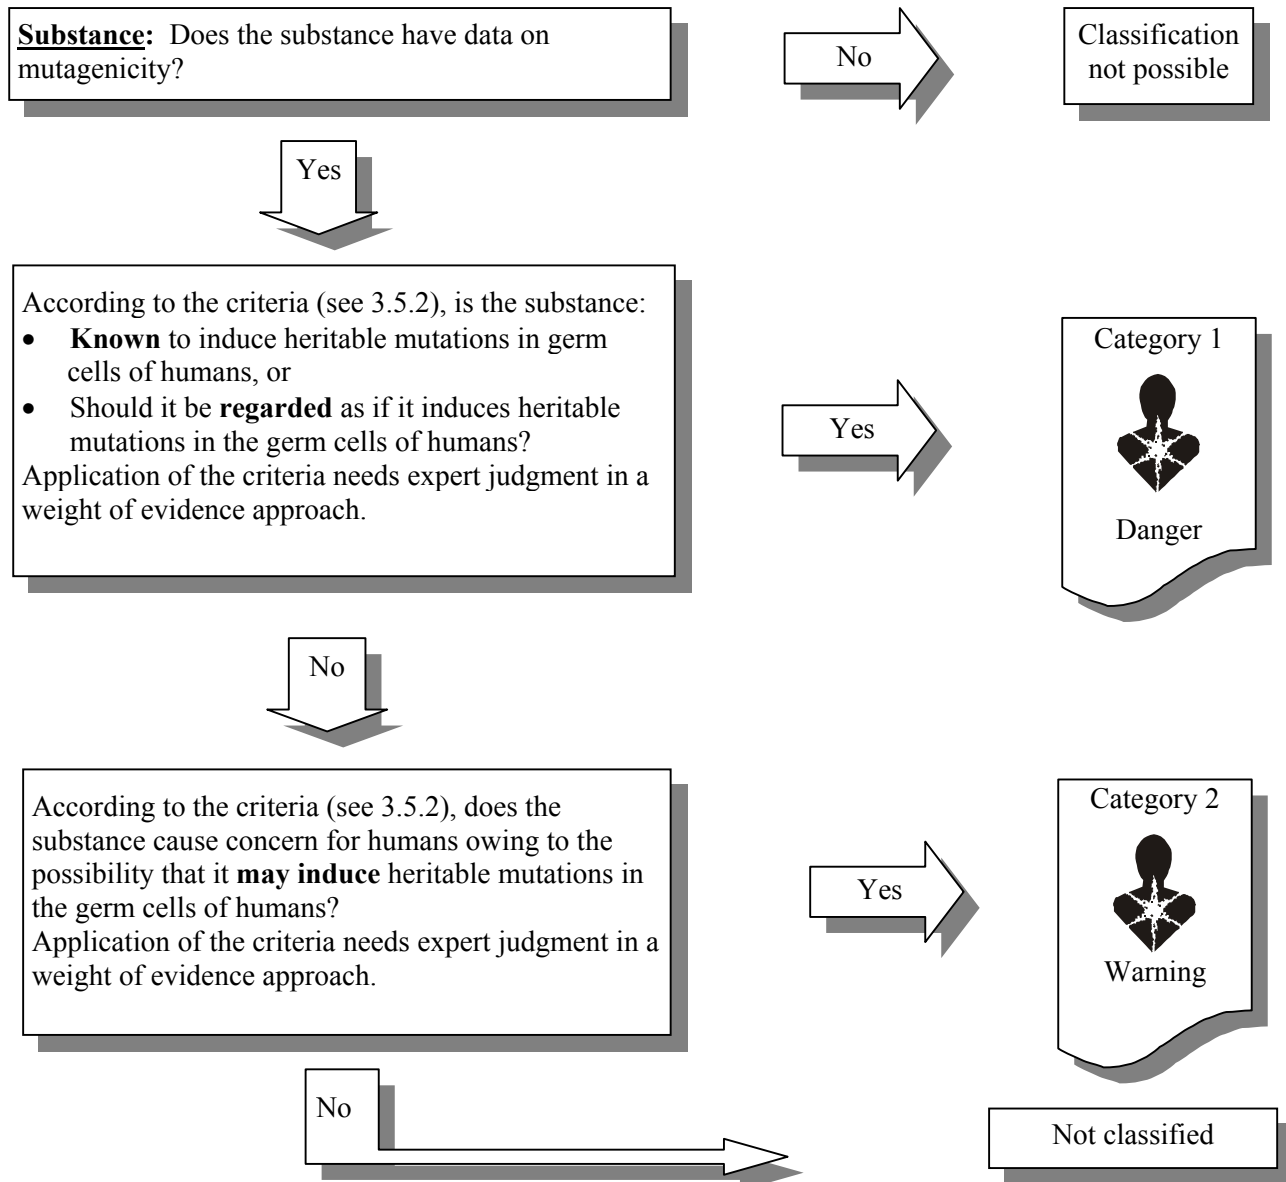 Substance: Does the substance have data on
mutagenicity?
No
Classification
not possible
Yes
According to the criteria (see 3.5.2), is the substance:
• Known to induce heritable mutations in germ
cells of humans, or
• Should it be regarded as if it induces heritable
mutations in the germ cells of humans?
Application of the criteria needs expert judgment in a
weight of evidence approach.
Yes
Category 1
Danger
No
According to the criteria (see 3.5.2), does the
substance cause concern for humans owing to the
possibility that it may induce heritable mutations in
the germ cells of humans?
Application of the criteria needs expert judgment in a
weight of evidence approach.
Yes
Category 2
Warning
No
Not classified